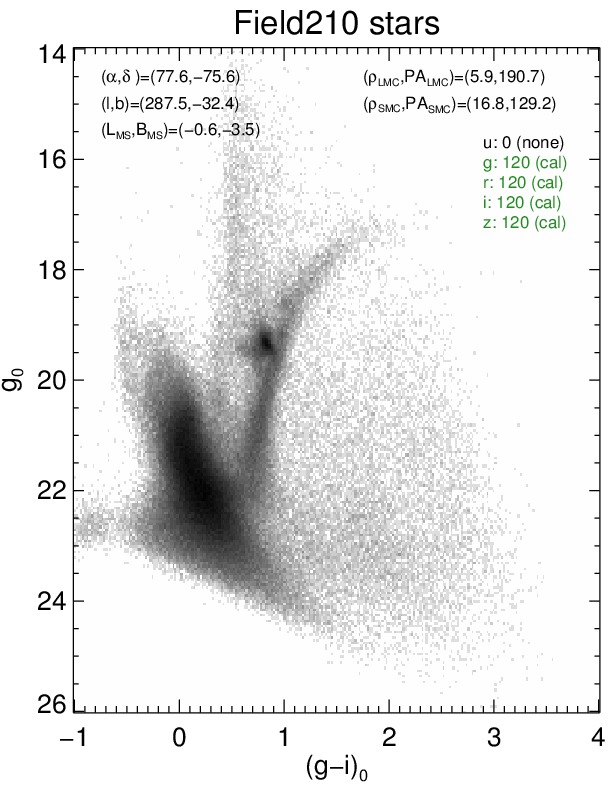 Field210 stars
(α,δ )=(77.6,−75.6)
(ρLMC,PALMC)=(5.9,190.7)
(l,b)=(287.5,−32.4)
(ρSMC,PASMC)=(16.8,129.2)
(LMS,BMS)=(−0.6,−3.5)
u: 0 (none)
g: 120 (cal)
r: 120 (cal)
i: 120 (cal)
z: 120 (cal)
14
16
18
20
22
24
26
g0
−1 0 1 2 3 4
(g−i)0